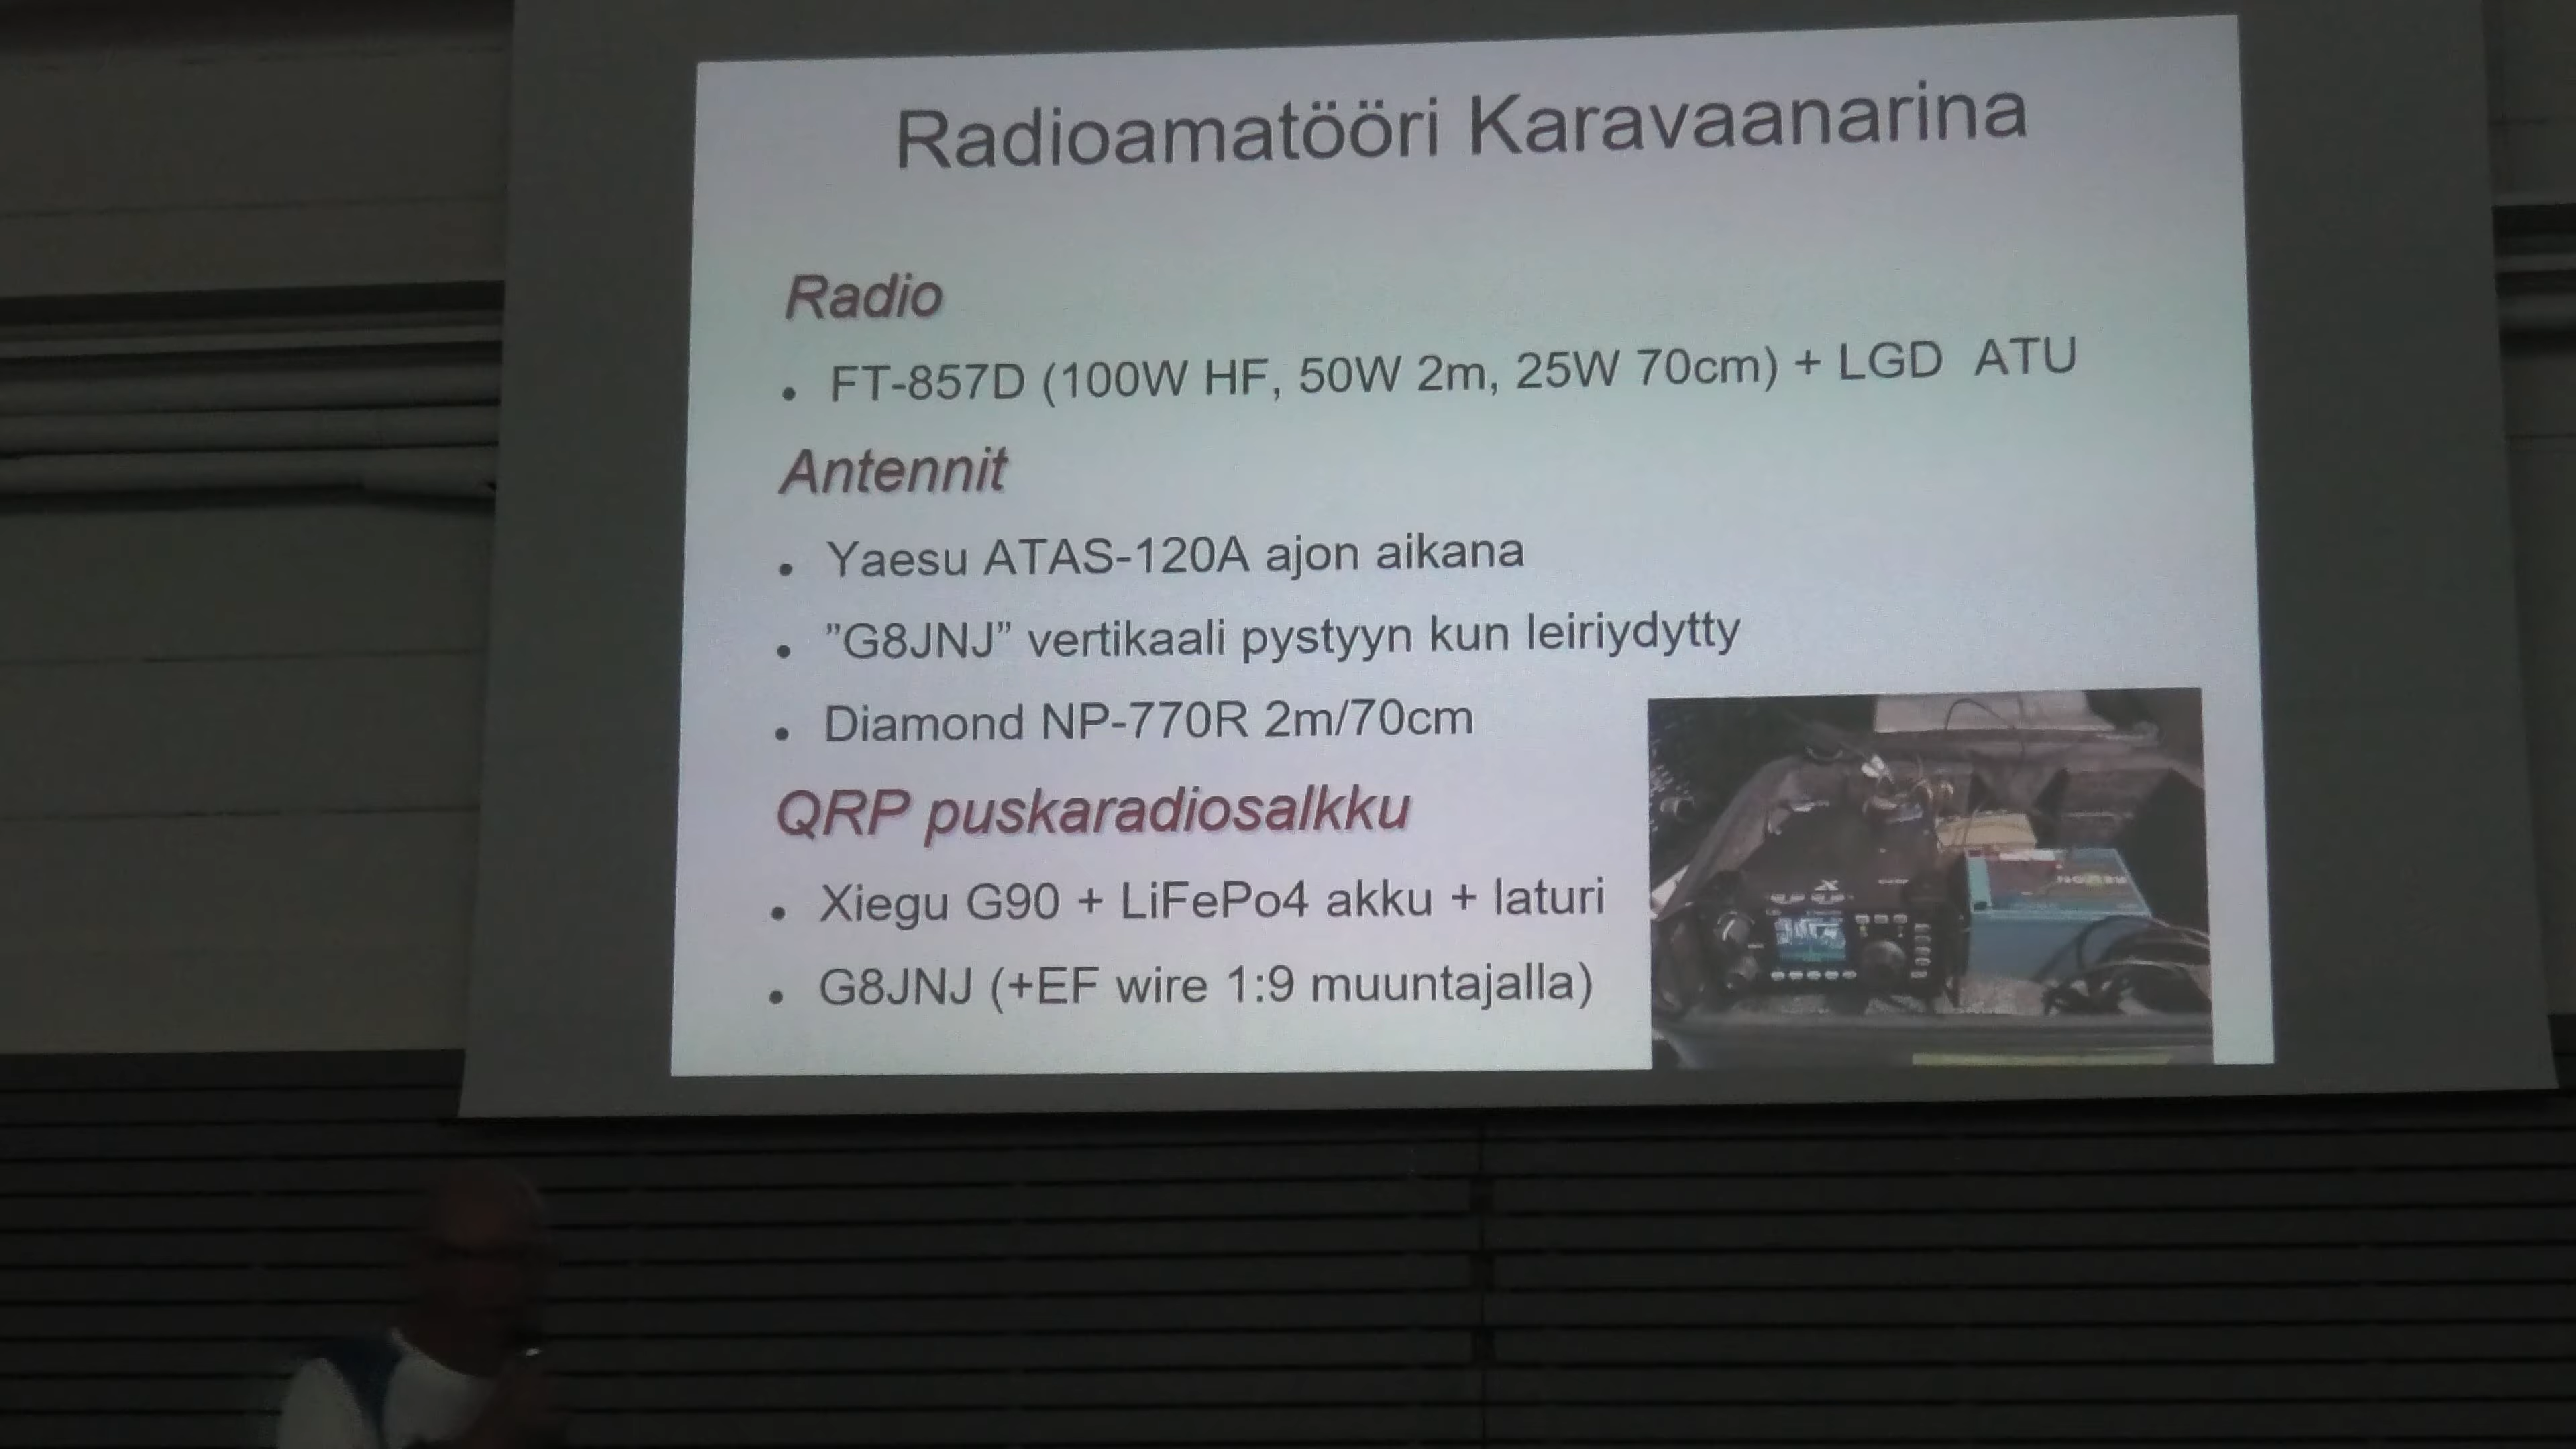 Radioamatööri Karavaanarina
Radio
• FT-857D (100W HF, 50W 2m, 25W 70cm) + LGD ATU
Antennit
• Yaesu ATAS-120A ajon aikana
• ”G8JNJ” vertikaali pystyyn kun leiriydytty
• Diamond NP-770R 2m/70cm
QRP puskaradiosalkku
• Xiegu G90 + LiFePo4 akku + laturi
• G8JNJ (+EF wire 1:9 muuntajalla)